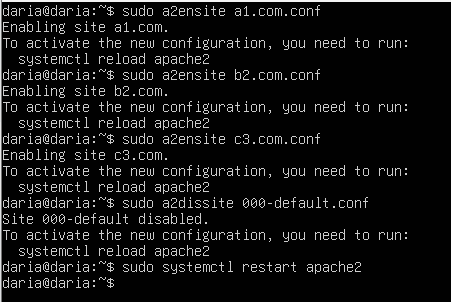 daria@daria:~$ sudo a2ensite a1.com.conf
Enabling site a1.com.
To activate the new configuration, you need to run:
  systemctl reload apache2
daria@daria:~$ sudo a2ensite b2.com.conf
Enabling site b2.com.
To activate the new configuration, you need to run:
  systemctl reload apache2
daria@daria:~$ sudo a2ensite c3.com.conf
Enabling site c3.com.
To activate the new configuration, you need to run:
  systemctl reload apache2
daria@daria:~$ sudo a2dissite 000-default.conf
Site 000-default disabled.
To activate the new configuration, you need to run:
  systemctl reload apache2
daria@daria:~$ sudo systemctl restart apache2
daria@daria:~$